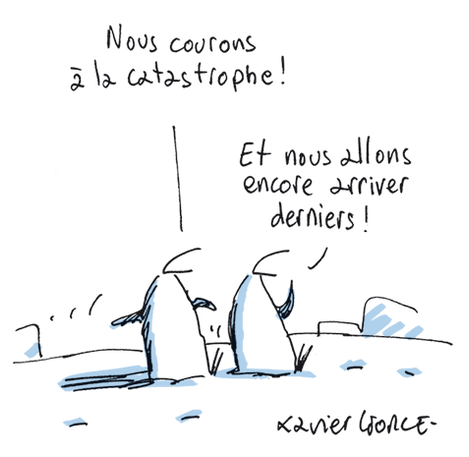 Nous courons
à la catastrophe !
Et nous allons
encore arriver
derniers !
Xavier GORCE-